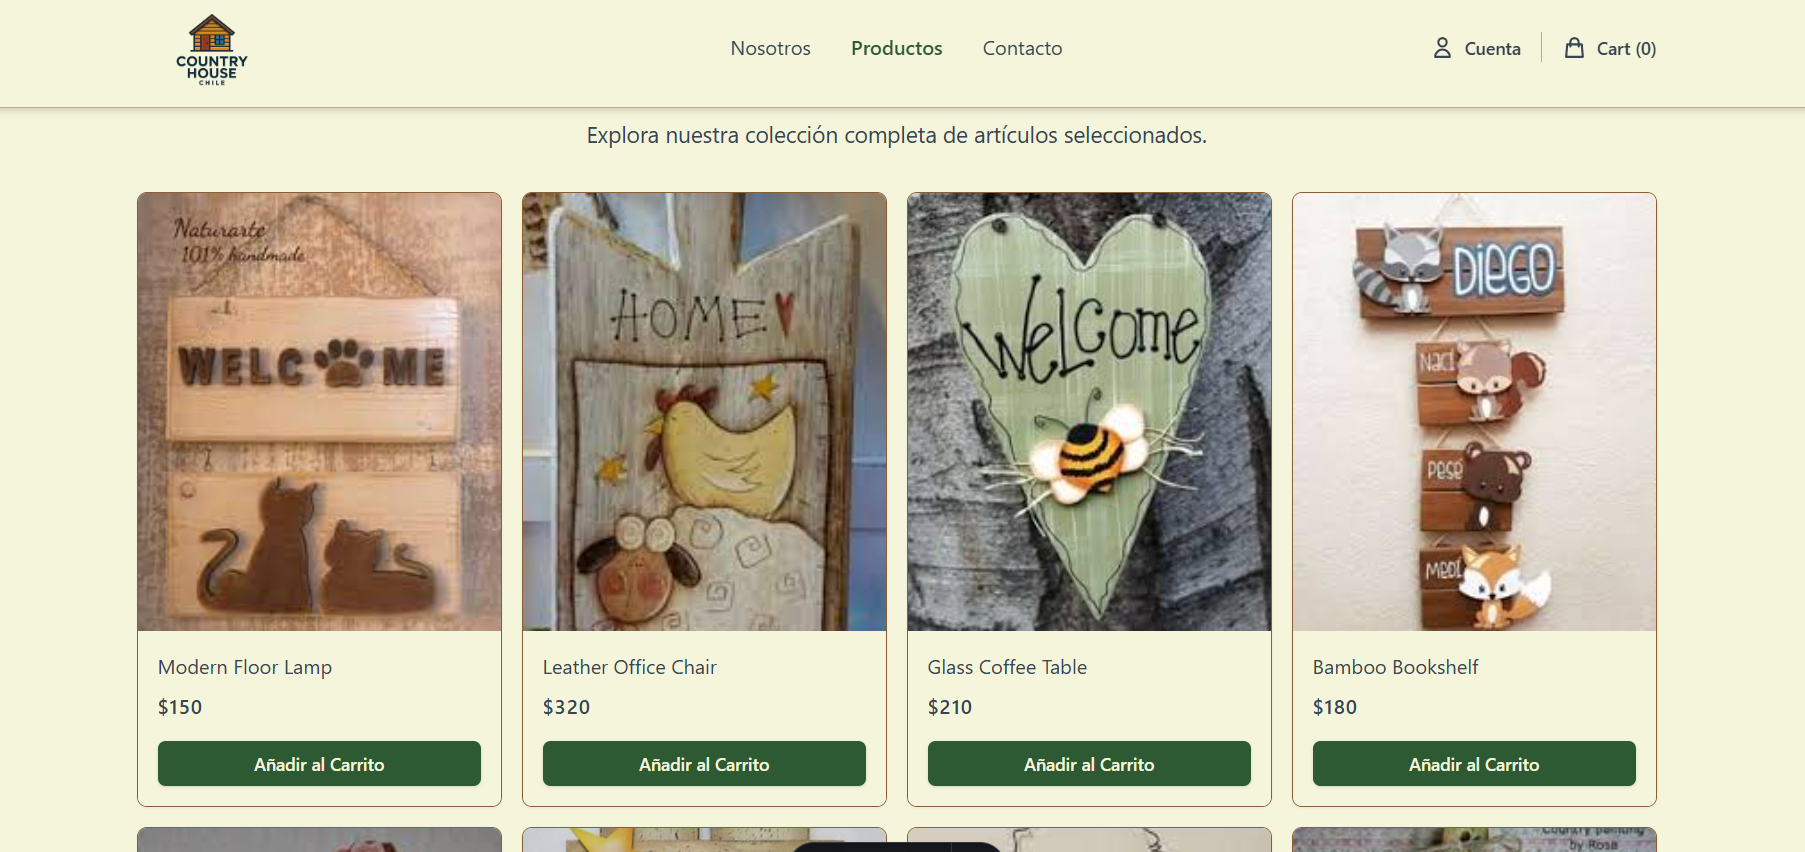 COUNTRY
HOUSE
CHILE
Nosotros
Productos
Contacto
Cuenta
Cart (0)
Explora nuestra colección completa de artículos seleccionados.
Naturarte
101% handmade
WELC ME
HOME
Welcome
DIEGO
Naci
Pese
Medi
Modern Floor Lamp
$150
Añadir al Carrito
Leather Office Chair
$320
Añadir al Carrito
Glass Coffee Table
$210
Añadir al Carrito
Bamboo Bookshelf
$180
Añadir al Carrito
Country painting
by Rosa